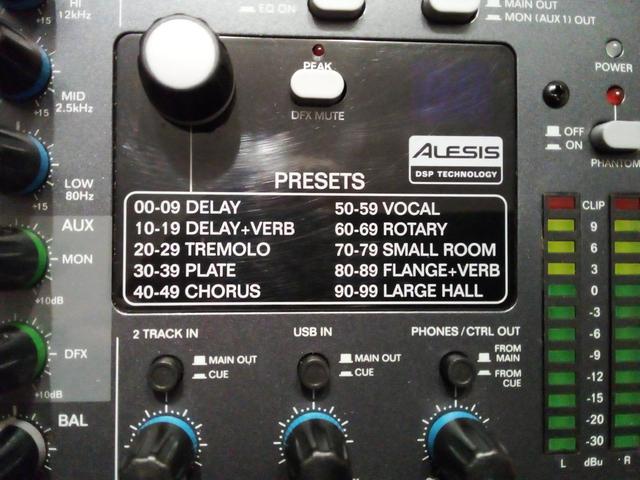 HI
12kHz
+15
EQ ON
MAIN OUT
MON (AUX 1) OUT
PEAK
DFX MUTE
POWER
MID
2.5kHz
+15
OFF
ON
PHANTOM
ALESIS
DSP TECHNOLOGY
LOW
80Hz
+15
PRESETS
00-09 DELAY
10-19 DELAY+VERB
20-29 TREMOLO
30-39 PLATE
40-49 CHORUS
50-59 VOCAL
60-69 ROTARY
70-79 SMALL ROOM
80-89 FLANGE+VERB
90-99 LARGE HALL
AUX
MON
+10dB
DFX
+10dB
BAL
CLIP
9
6
3
0
-3
-6
-9
-12
-15
-20
-30
L dBu R
2 TRACK IN
MAIN OUT
CUE
USB IN
MAIN OUT
CUE
PHONES/CTRL OUT
FROM
MAIN
FROM
CUE